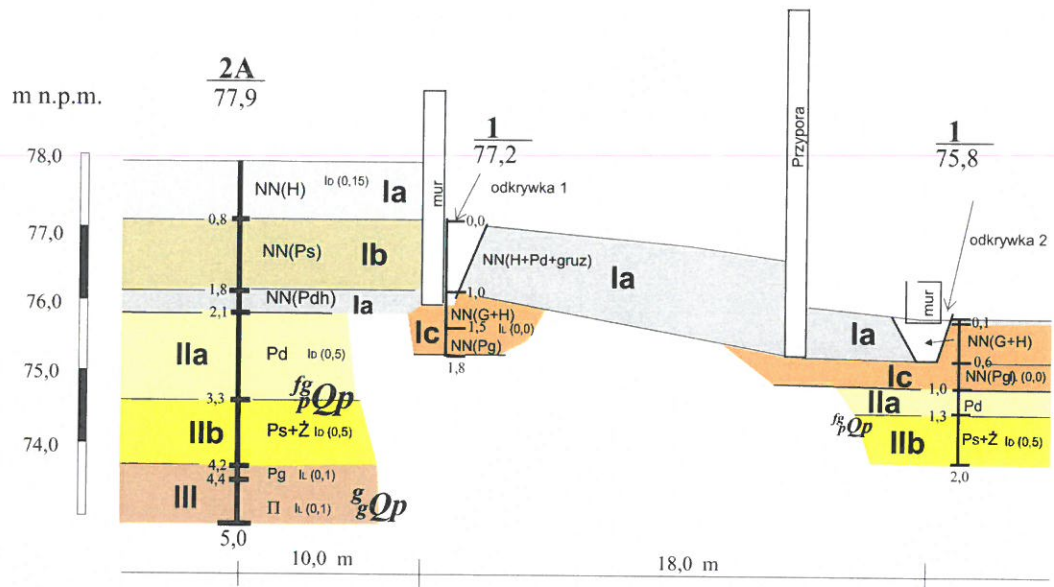 2A
77,9
m n.p.m.
78,0
77,0
76,0
75,0
74,0
NN(H) ID (0,15) Ia
0,8
NN(Ps) Ib
1,8
NN(Pdh) Ia
2,1
IIa Pd ID (0,5)
3,3
fg p Qp
IIb Ps+Ż ID (0,5)
4,2
Pg IL (0,1)
4,4
III Π IL (0,1)
g g Qp
5,0
mur
1
77,2
odkrywka 1
0,0
NN(H+Pd+gruz)
Ia
1,0
NN(G+H)
Ic
1,5 IL (0,0)
NN(Pg)
1,8
Przypora
1
75,8
odkrywka 2
mur
Ia
0,1
NN(G+H)
0,6
Ic NN(Pg) IL (0,0)
1,0
IIa Pd
1,3
fg p Qp
IIb Ps+Ż ID (0,5)
2,0
10,0 m
18,0 m